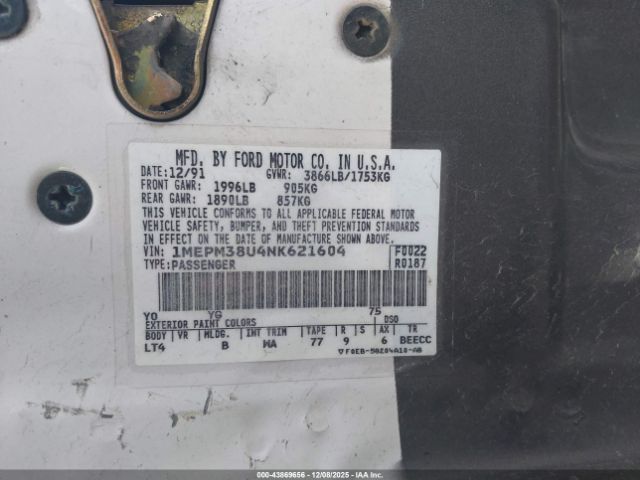 MFD. BY FORD MOTOR CO. IN U.S.A.
DATE: 12/91 GVWR: 3866LB/1753KG
FRONT GAWR: 1996LB 905KG
REAR GAWR: 1890LB 857KG
THIS VEHICLE CONFORMS TO ALL APPLICABLE FEDERAL MOTOR
VEHICLE SAFETY, BUMPER, AND THEFT PREVENTION STANDARDS
IN EFFECT ON THE DATE OF MANUFACTURE SHOWN ABOVE.
VIN: 1MEPM38U4NK621604 F0022
TYPE: PASSENGER R0187
YO YG 75
EXTERIOR PAINT COLORS DSO
BODY VR MLDG. INT TRIM TAPE R S AX TR
LT4 B WA 77 9 6 BEECC
000-43869656 - 12/08/2025 - IAAI.COM